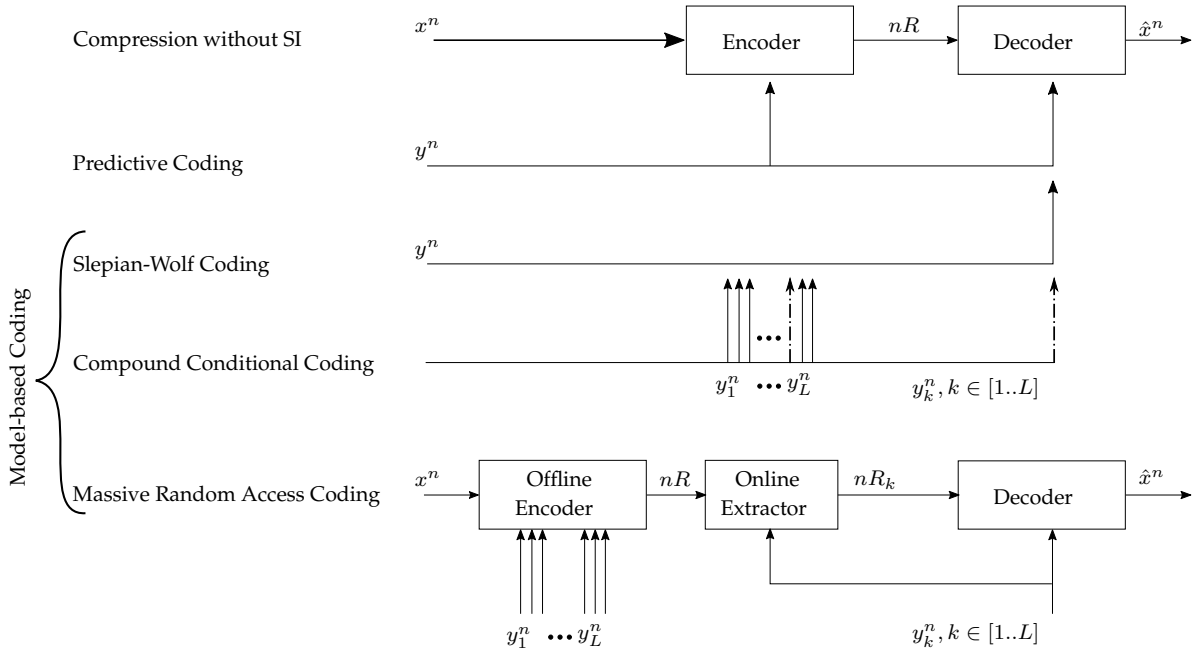 Compression without SI
x^n
Encoder
nR
Decoder
x̂^n
Predictive Coding
y^n
Model-based Coding
Slepian-Wolf Coding
y^n
Compound Conditional Coding
y_1^n ... y_L^n
y_k^n, k ∈ [1..L]
Massive Random Access Coding
x^n
Offline
Encoder
nR
Online
Extractor
nR_k
Decoder
x̂^n
y_1^n ... y_L^n
y_k^n, k ∈ [1..L]